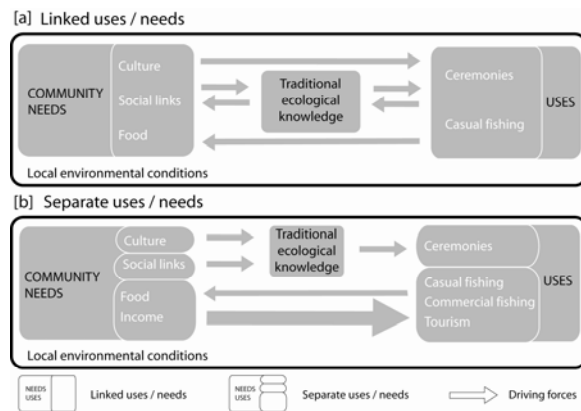 [a] Linked uses / needs
COMMUNITY
NEEDS
Culture
Social links
Food
Traditional
ecological
knowledge
Ceremonies
Casual fishing
USES
Local environmental conditions
[b] Separate uses / needs
COMMUNITY
NEEDS
Culture
Social links
Food
Income
Traditional
ecological
knowledge
Ceremonies
Casual fishing
Commercial fishing
Tourism
USES
Local environmental conditions
NEEDS
USES
Linked uses / needs
NEEDS
USES
Separate uses / needs
Driving forces